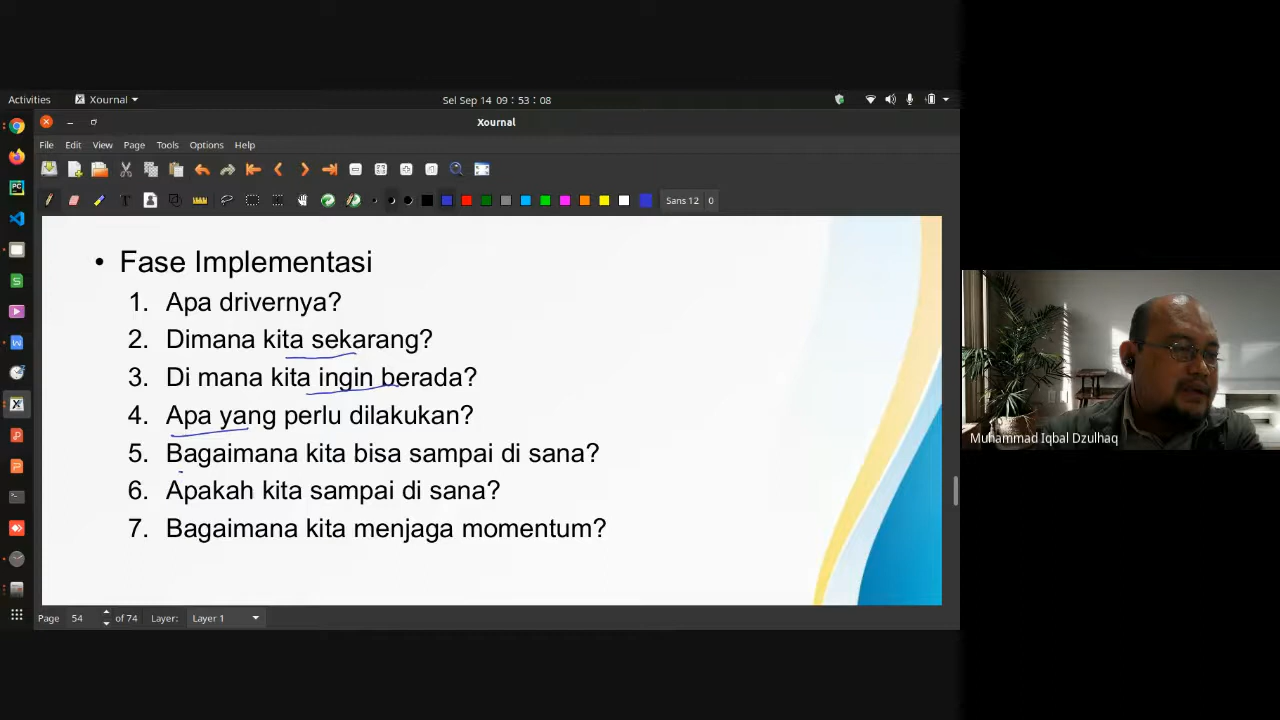 Activities Xournal Sel Sep 14 09:53:08
Xournal
File Edit View Page Tools Options Help
Sans 12 0
• Fase Implementasi
1. Apa drivernya?
2. Dimana kita sekarang?
3. Di mana kita ingin berada?
4. Apa yang perlu dilakukan?
5. Bagaimana kita bisa sampai di sana?
6. Apakah kita sampai di sana?
7. Bagaimana kita menjaga momentum?
Muhammad Iqbal Dzulhaq
Page 54 of 74 Layer: Layer 1